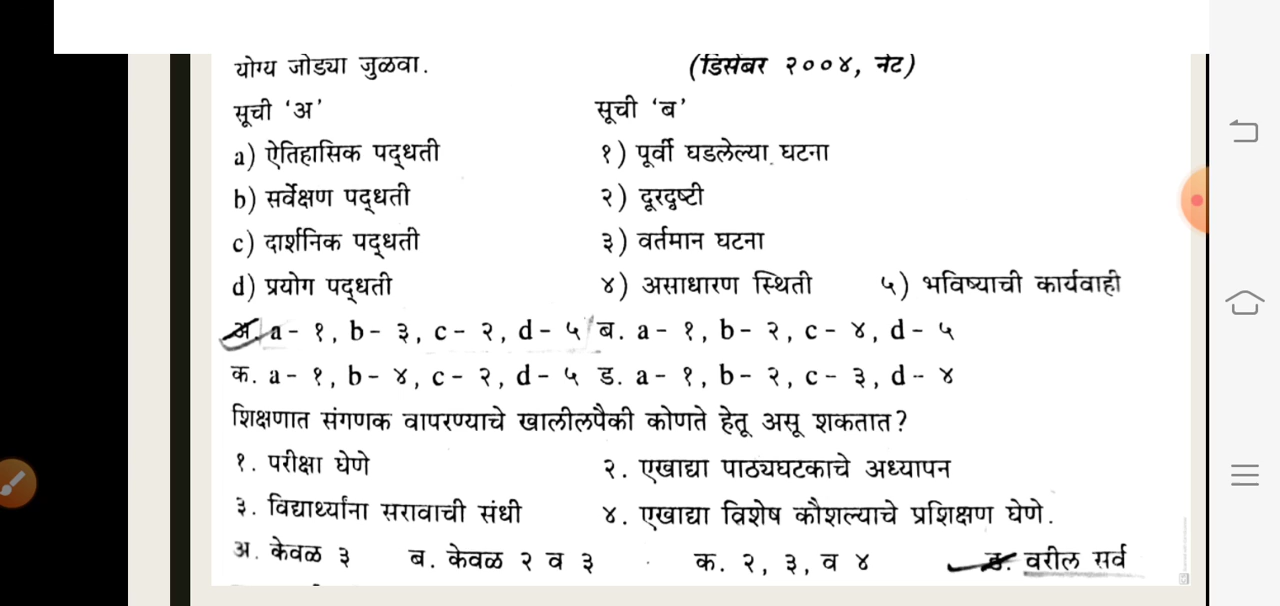 योग्य जोड्या जुळवा. (डिसेंबर २००४, नेट)
सूची ‘अ’ सूची ‘ब’
a) ऐतिहासिक पद्धती १) पूर्वी घडलेल्या घटना
b) सर्वेक्षण पद्धती २) दूरदृष्टी
c) दार्शनिक पद्धती ३) वर्तमान घटना
d) प्रयोग पद्धती ४) असाधारण स्थिती ५) भविष्याची कार्यवाही
अ. a - १, b - ३, c - २, d - ५ ब. a - १, b - २, c - ४, d - ५
क. a - १, b - ४, c - २, d - ५ ड. a - १, b - २, c - ३, d - ४
शिक्षणात संगणक वापरण्याचे खालीलपैकी कोणते हेतू असू शकतात?
१. परीक्षा घेणे २. एखाद्या पाठ्यघटकाचे अध्यापन
३. विद्यार्थ्यांना सरावाची संधी ४. एखाद्या विशेष कौशल्याचे प्रशिक्षण घेणे.
अ. केवळ ३ ब. केवळ २ व ३ क. २, ३, व ४ ड. वरील सर्व